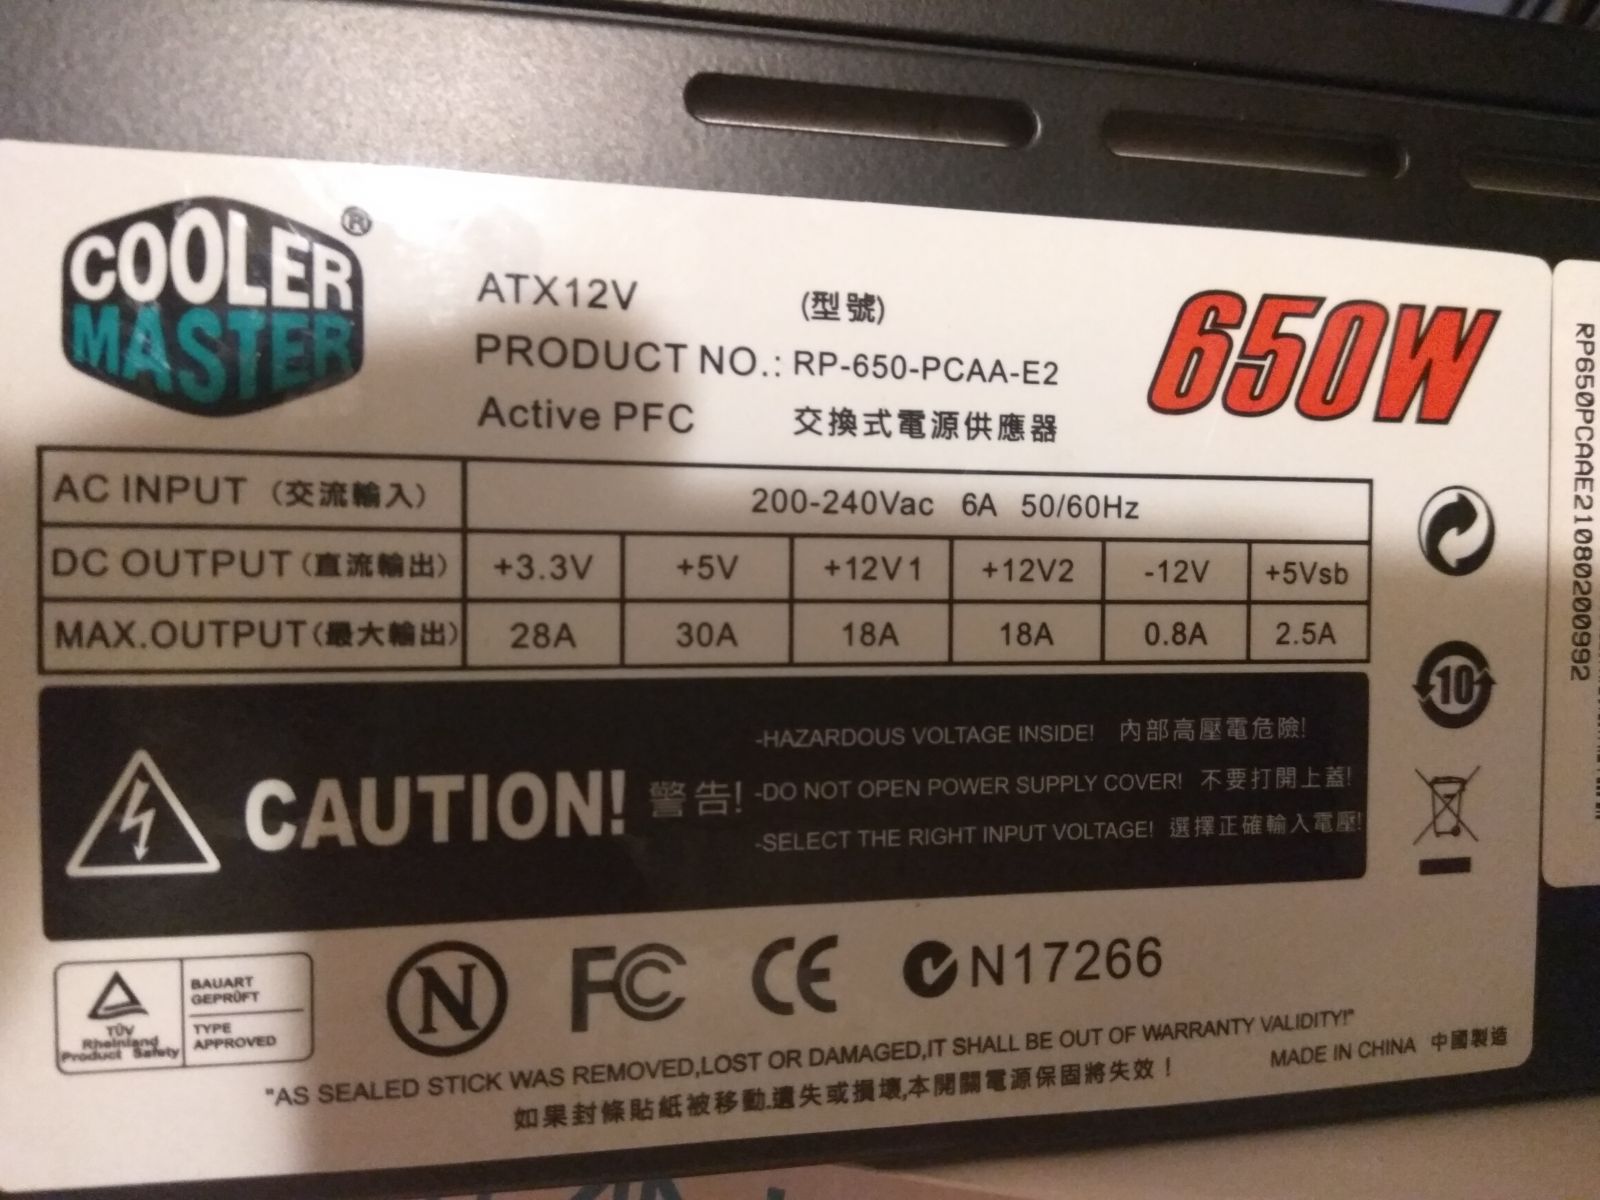 COOLER
MASTER
®
ATX12V
(型號)
PRODUCT NO.: RP-650-PCAA-E2
Active PFC 交換式電源供應器
650W
AC INPUT (交流輸入) 200-240Vac 6A 50/60Hz
DC OUTPUT (直流輸出) +3.3V +5V +12V1 +12V2 -12V +5Vsb
MAX.OUTPUT (最大輸出) 28A 30A 18A 18A 0.8A 2.5A
10
CAUTION! 警告!
-HAZARDOUS VOLTAGE INSIDE! 內部高壓電危險!
-DO NOT OPEN POWER SUPPLY COVER! 不要打開上蓋!
-SELECT THE RIGHT INPUT VOLTAGE! 選擇正確輸入電壓!
TÜV
Rheinland
Product Safety
BAUART
GEPRÜFT
TYPE
APPROVED
N
FC
CE
N17266
"AS SEALED STICK WAS REMOVED,LOST OR DAMAGED,IT SHALL BE OUT OF WARRANTY VALIDITY!"
如果封條貼紙被移動.遺失或損壞,本開關電源保固將失效!
MADE IN CHINA 中國製造
RP650PCAAE21080200992